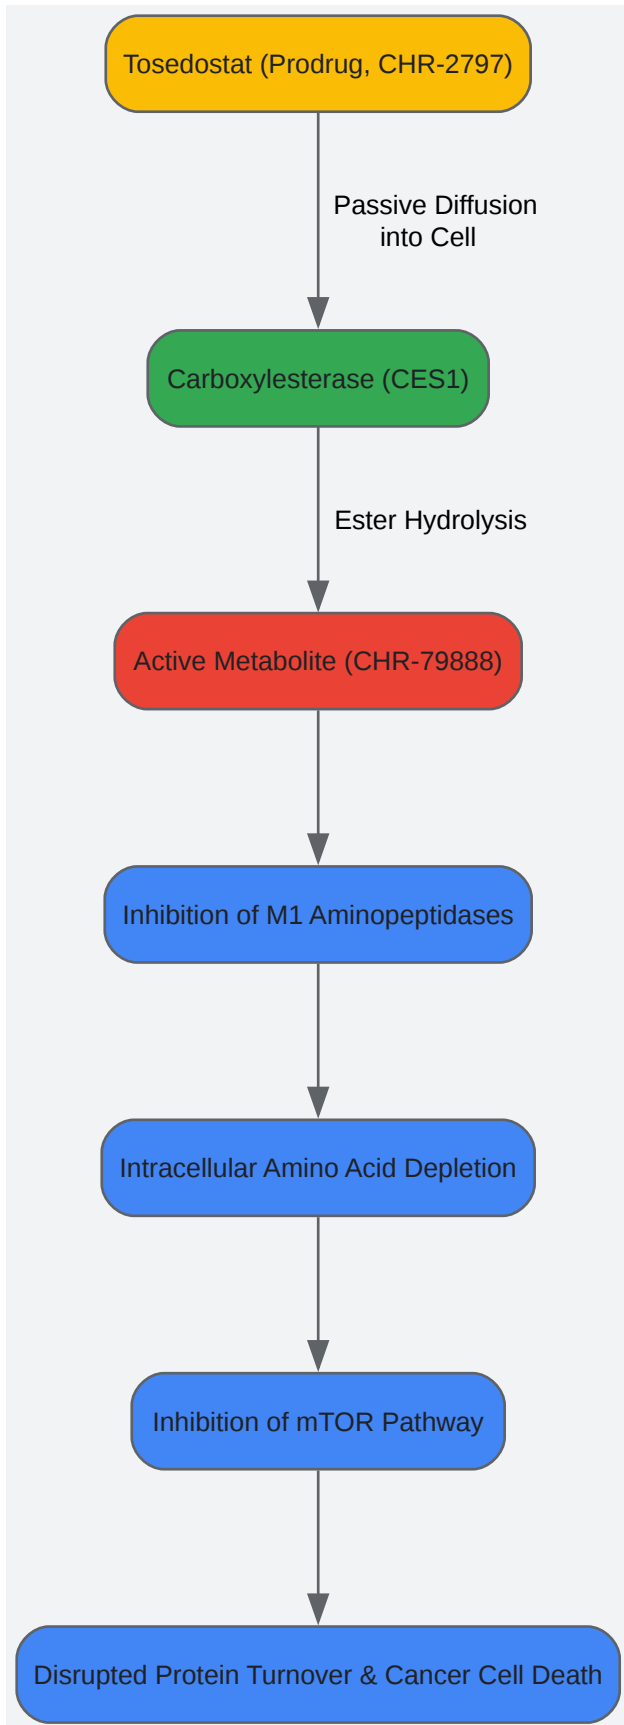 Tosedostat (Prodrug, CHR-2797)
Passive Diffusion
into Cell
Carboxylesterase (CES1)
Ester Hydrolysis
Active Metabolite (CHR-79888)
Inhibition of M1 Aminopeptidases
Intracellular Amino Acid Depletion
Inhibition of mTOR Pathway
Disrupted Protein Turnover & Cancer Cell Death